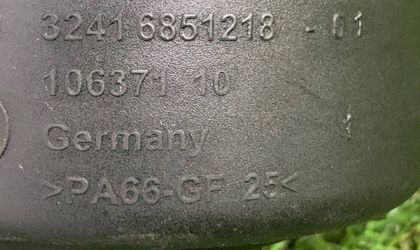 3241 6851218 - 01
106371 10
Germany
>PA66-GF 25<